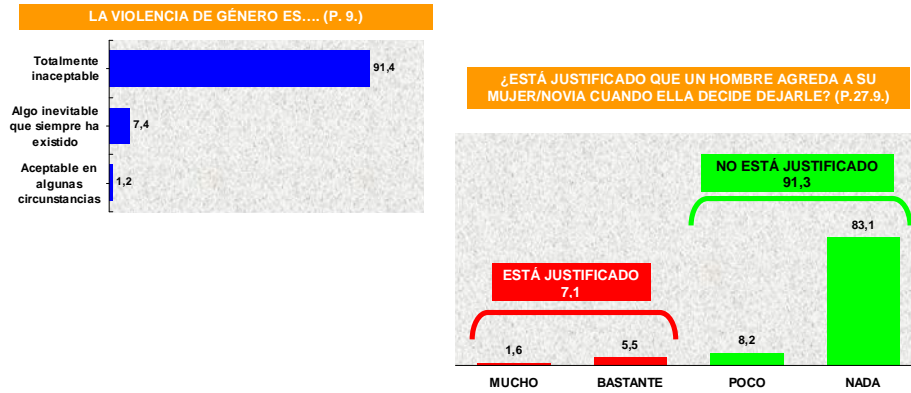 LA VIOLENCIA DE GÉNERO ES.... (P. 9.)
Totalmente
inaceptable
91,4
Algo inevitable
que siempre ha
existido
7,4
Aceptable en
algunas
circunstancias
1,2
¿ESTÁ JUSTIFICADO QUE UN HOMBRE AGREDA A SU
MUJER/NOVIA CUANDO ELLA DECIDE DEJARLE? (P.27.9.)
NO ESTÁ JUSTIFICADO
91,3
83,1
ESTÁ JUSTIFICADO
7,1
1,6
5,5
8,2
MUCHO
BASTANTE
POCO
NADA